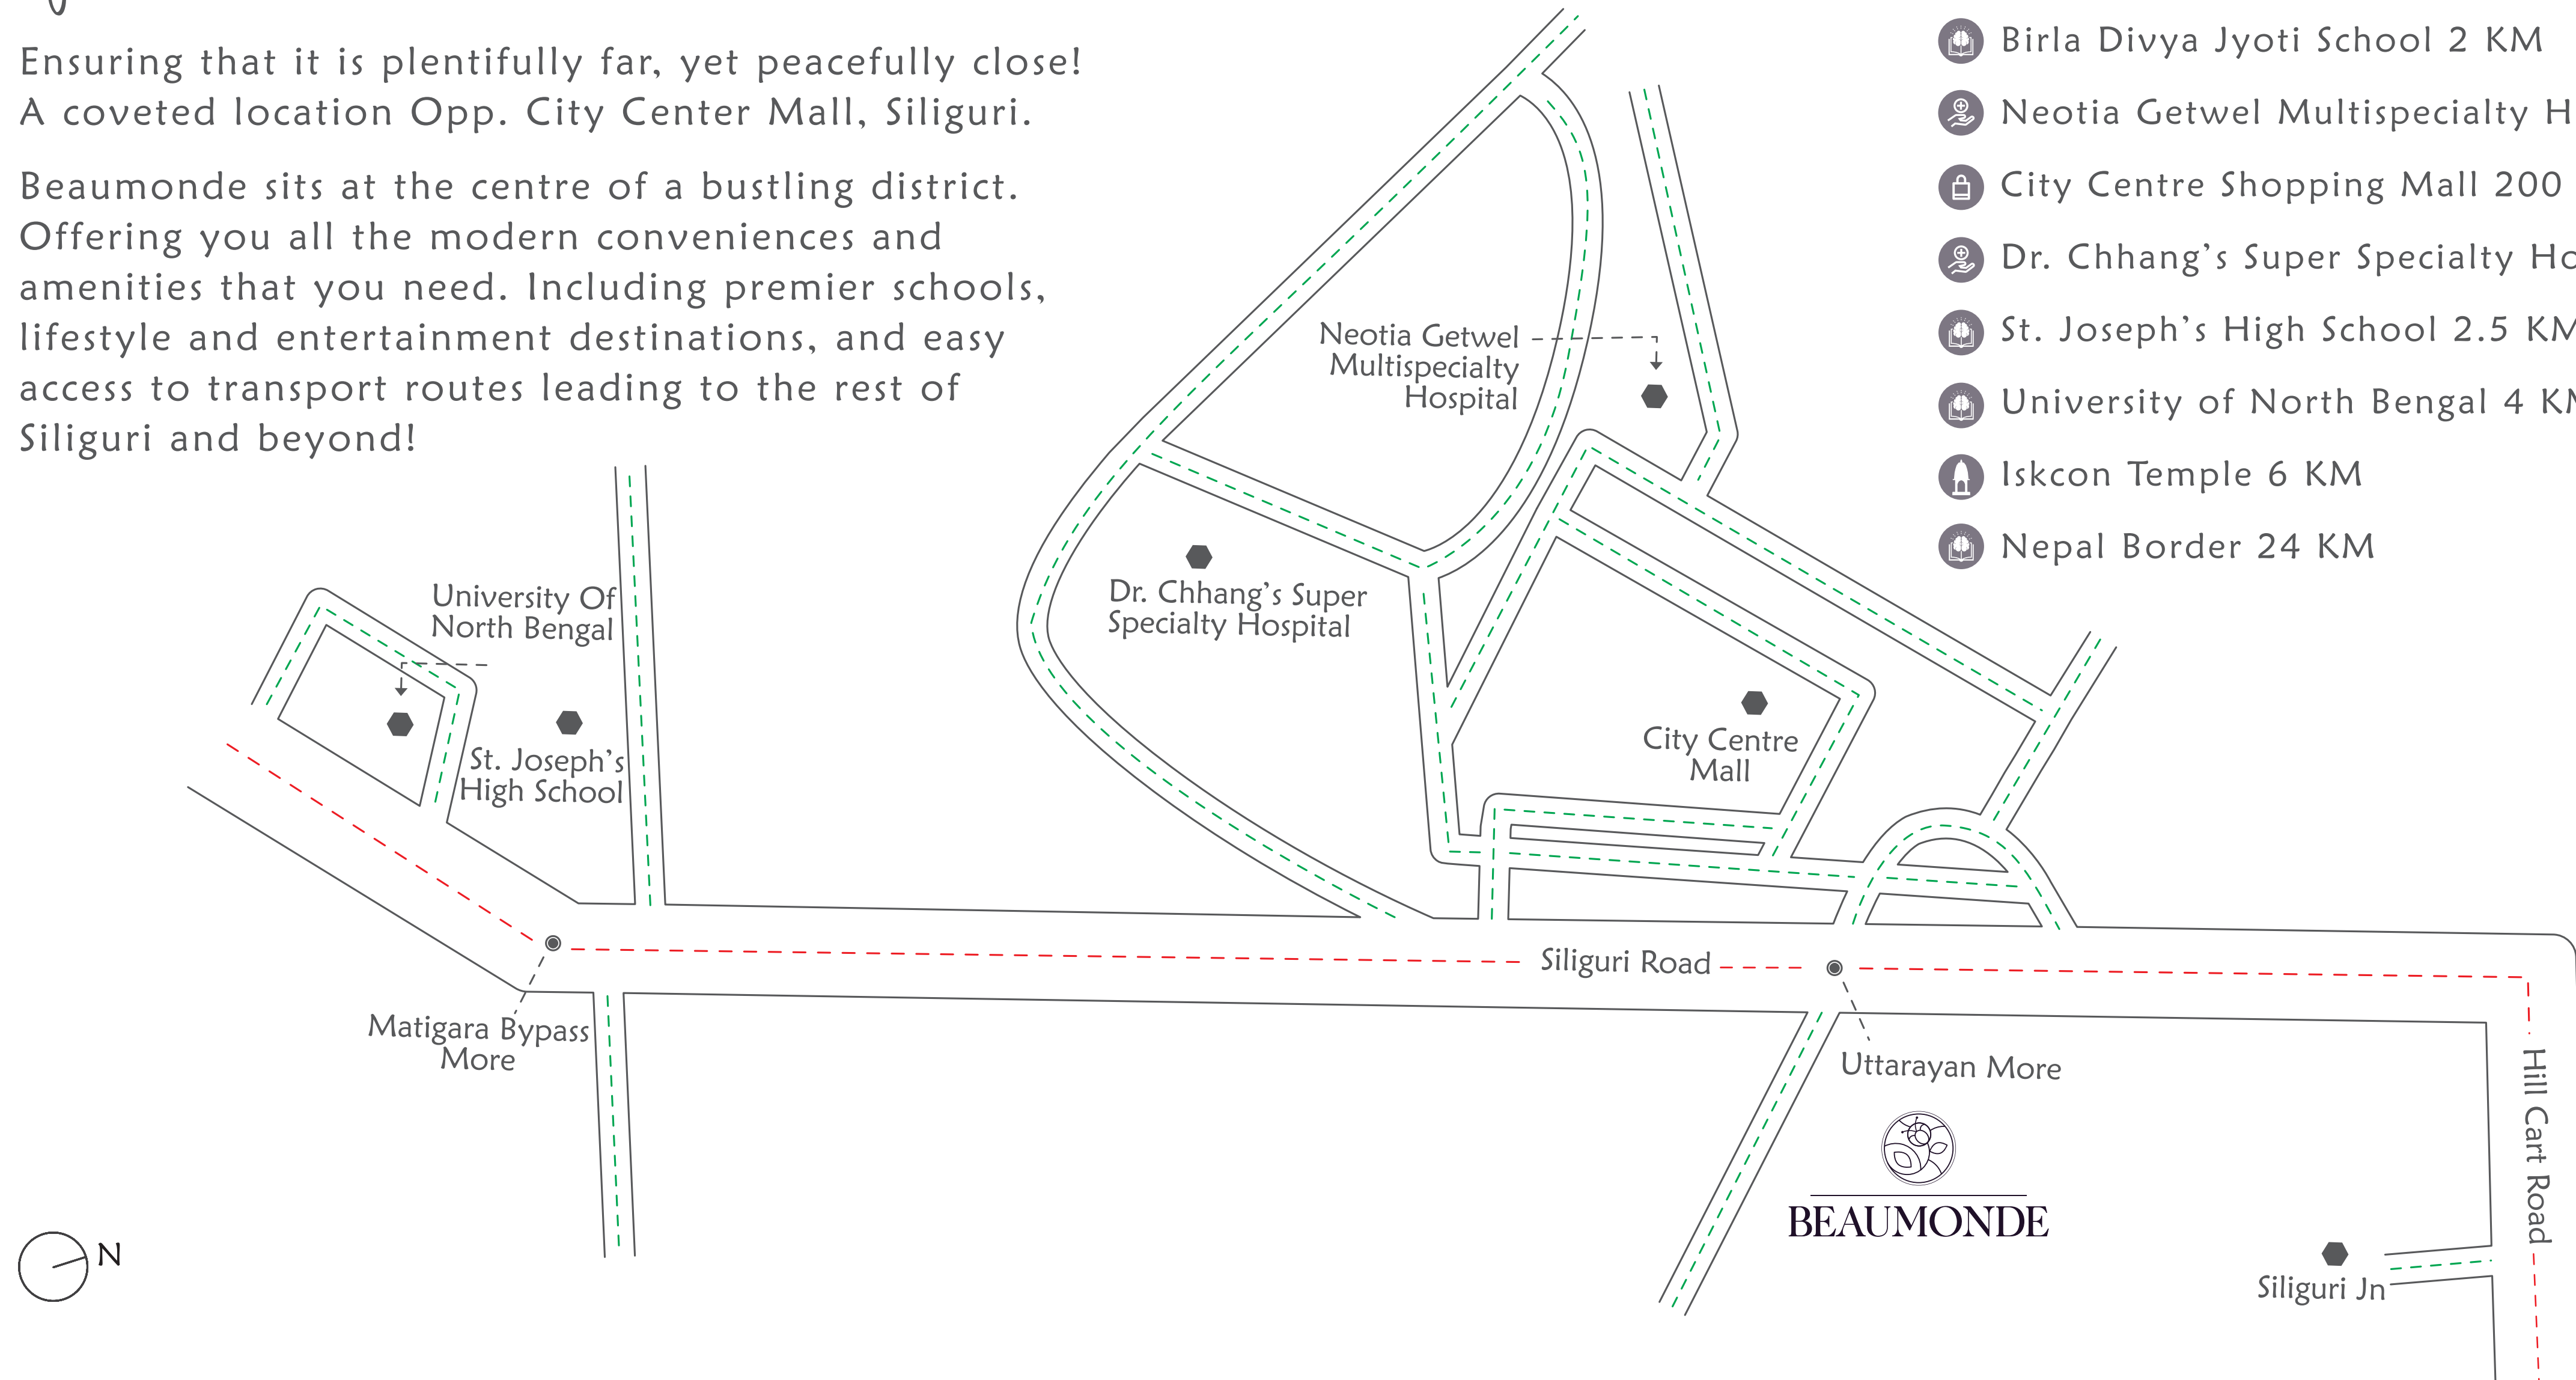 Ensuring that it is plentifully far, yet peacefully close!
A coveted location Opp. City Center Mall, Siliguri.
Beaumonde sits at the centre of a bustling district.
Offering you all the modern conveniences and
amenities that you need. Including premier schools,
lifestyle and entertainment destinations, and easy
access to transport routes leading to the rest of
Siliguri and beyond!
Birla Divya Jyoti School 2 KM
Neotia Getwel Multispecialty H
City Centre Shopping Mall 200
Dr. Chhang's Super Specialty Ho
St. Joseph's High School 2.5 KM
University of North Bengal 4 KM
Iskcon Temple 6 KM
Nepal Border 24 KM
Neotia Getwel
Multispecialty
Hospital
Dr. Chhang's Super
Specialty Hospital
University Of
North Bengal
St. Joseph's
High School
City Centre
Mall
Siliguri Road
Matigara Bypass
More
Uttarayan More
Hill Cart Road
BEAUMONDE
Siliguri Jn
N